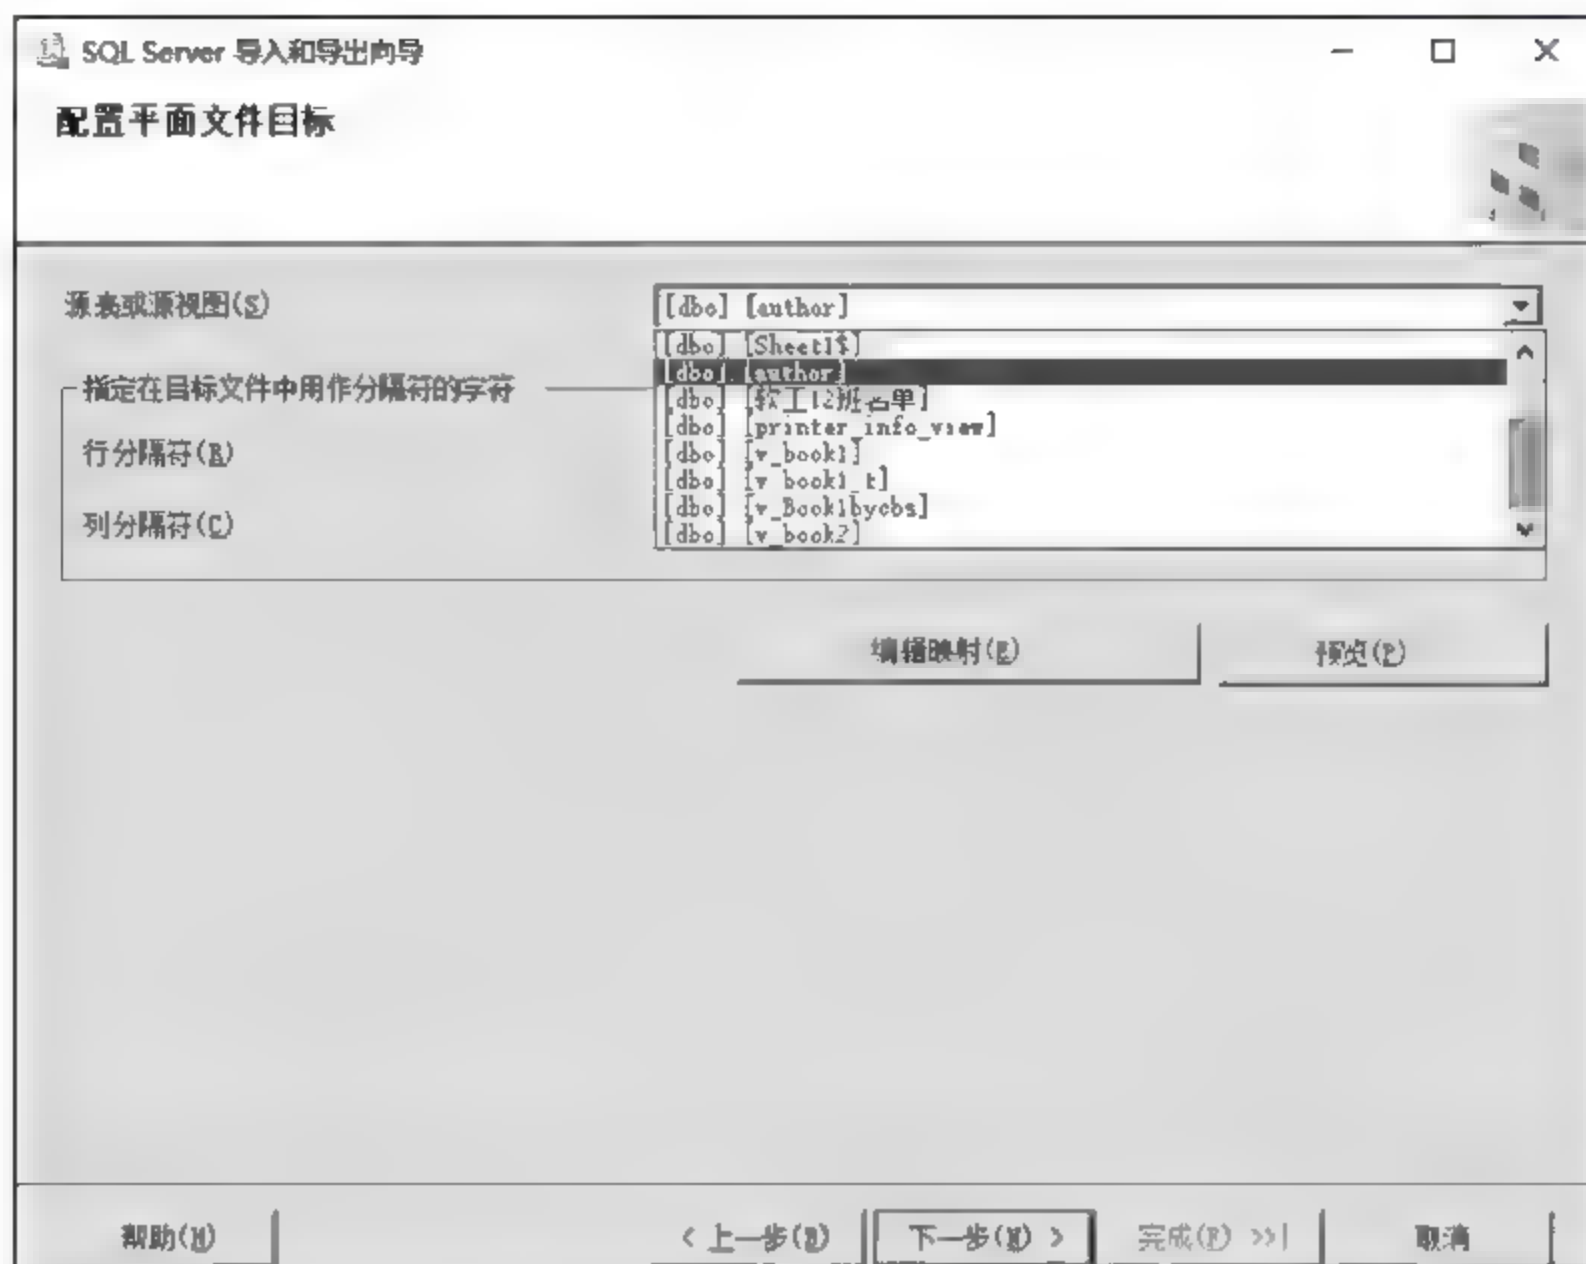 SQL Server 导入和导出向导
配置平面文件目标
源表或源视图(S)
[dbo] [author]
[dbo] [Sheet1$]
[dbo] [author]
[dbo] [软工12班名单]
[dbo] [printer_info_view]
[dbo] [v_book1]
[dbo] [v_book1_t]
[dbo] [v_Book1bycbs]
[dbo] [v_book2]
指定在目标文件中用作分隔符的字符
行分隔符(R)
列分隔符(C)
编辑映射(E)
预览(P)
帮助(H)
< 上一步(B)
下一步(N) >
完成(F) >>|
取消